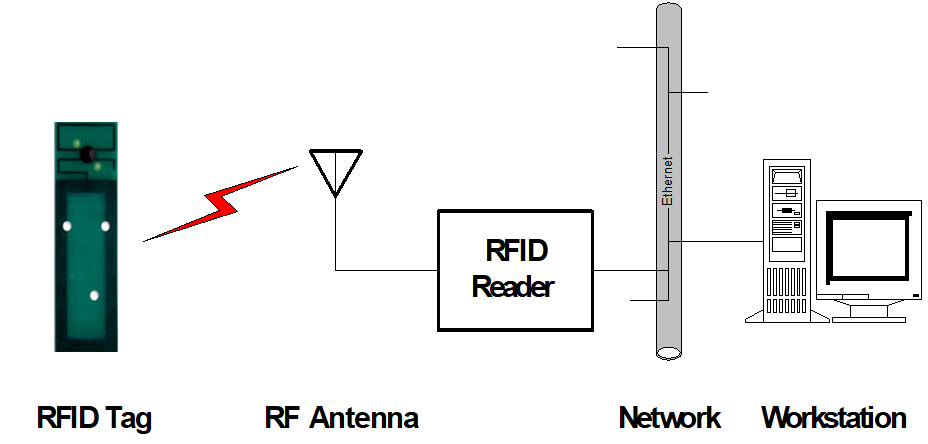 Ethernet
RFID
Reader
RFID Tag
RF Antenna
Network
Workstation